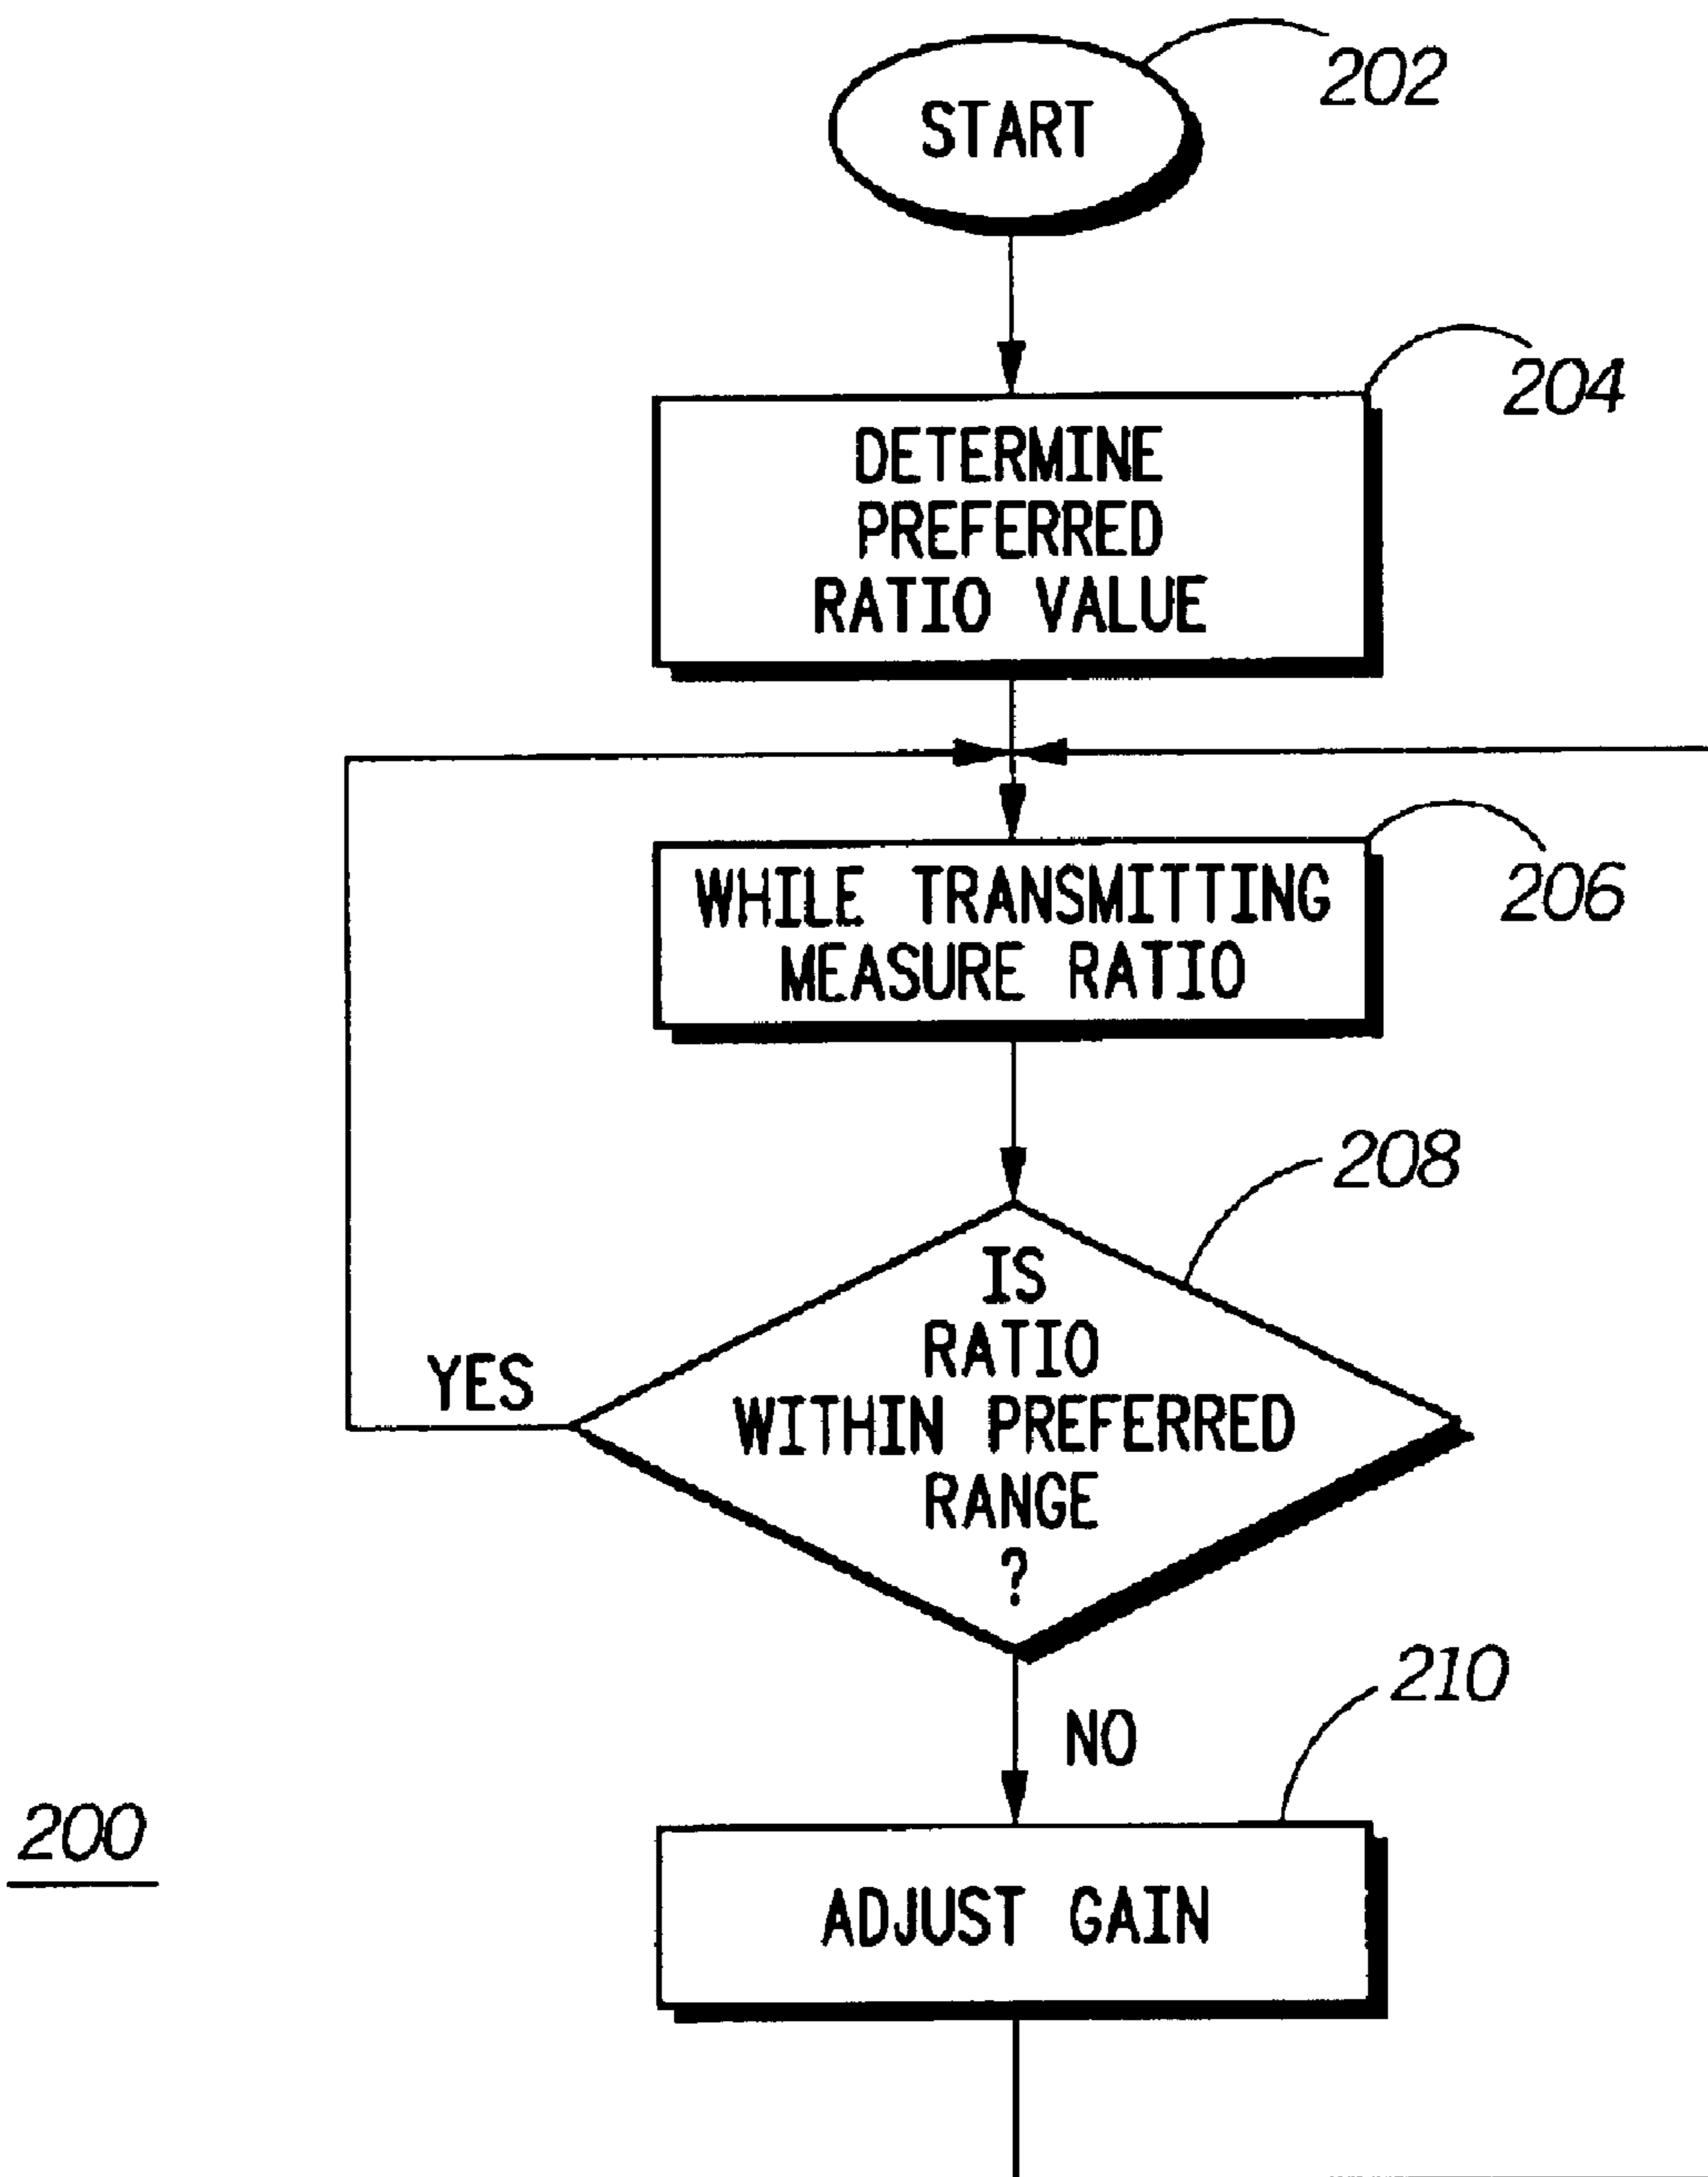 START
202
DETERMINE
PREFERRED
RATIO VALUE
204
WHILE TRANSMITTING
MEASURE RATIO
206
208
IS
RATIO
WITHIN PREFERRED
RANGE
?
YES
NO
210
ADJUST GAIN
200